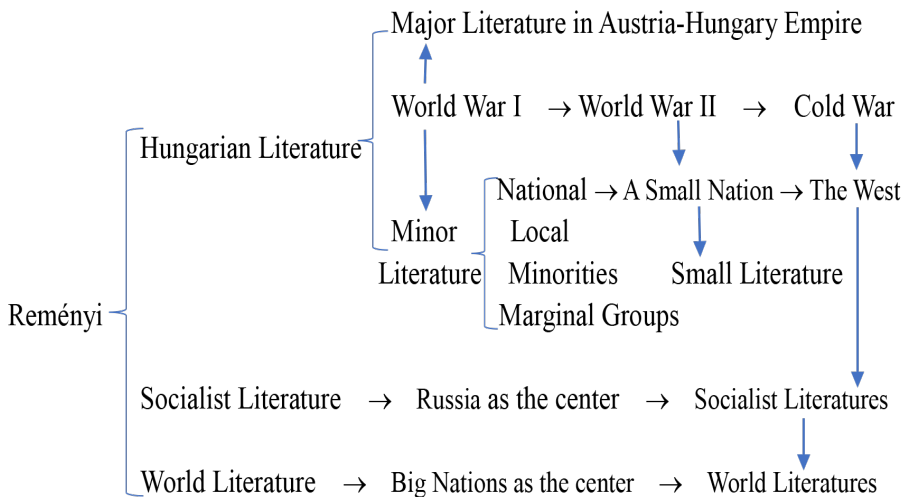 Major Literature in Austria-Hungary Empire
World War I → World War II → Cold War
Hungarian Literature
National → A Small Nation → The West
Minor Local
Literature Minorities Small Literature
Marginal Groups
Reményi
Socialist Literature → Russia as the center → Socialist Literatures
World Literature → Big Nations as the center → World Literatures